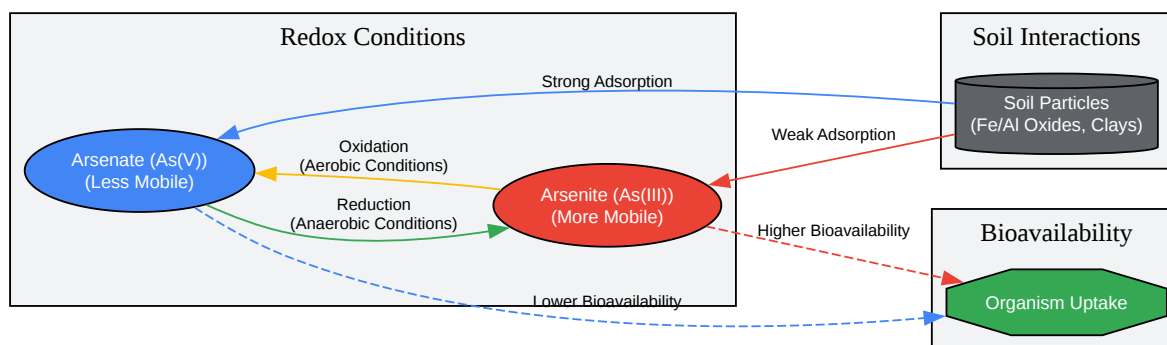 Redox Conditions
Soil Interactions
Strong Adsorption
Soil Particles
(Fe/Al Oxides, Clays)
Weak Adsorption
Arsenate (As(V))
(Less Mobile)
Oxidation
(Aerobic Conditions)
Arsenite (As(III))
(More Mobile)
Reduction
(Anaerobic Conditions)
Higher Bioavailability
Bioavailability
Lower Bioavailability
Organism Uptake